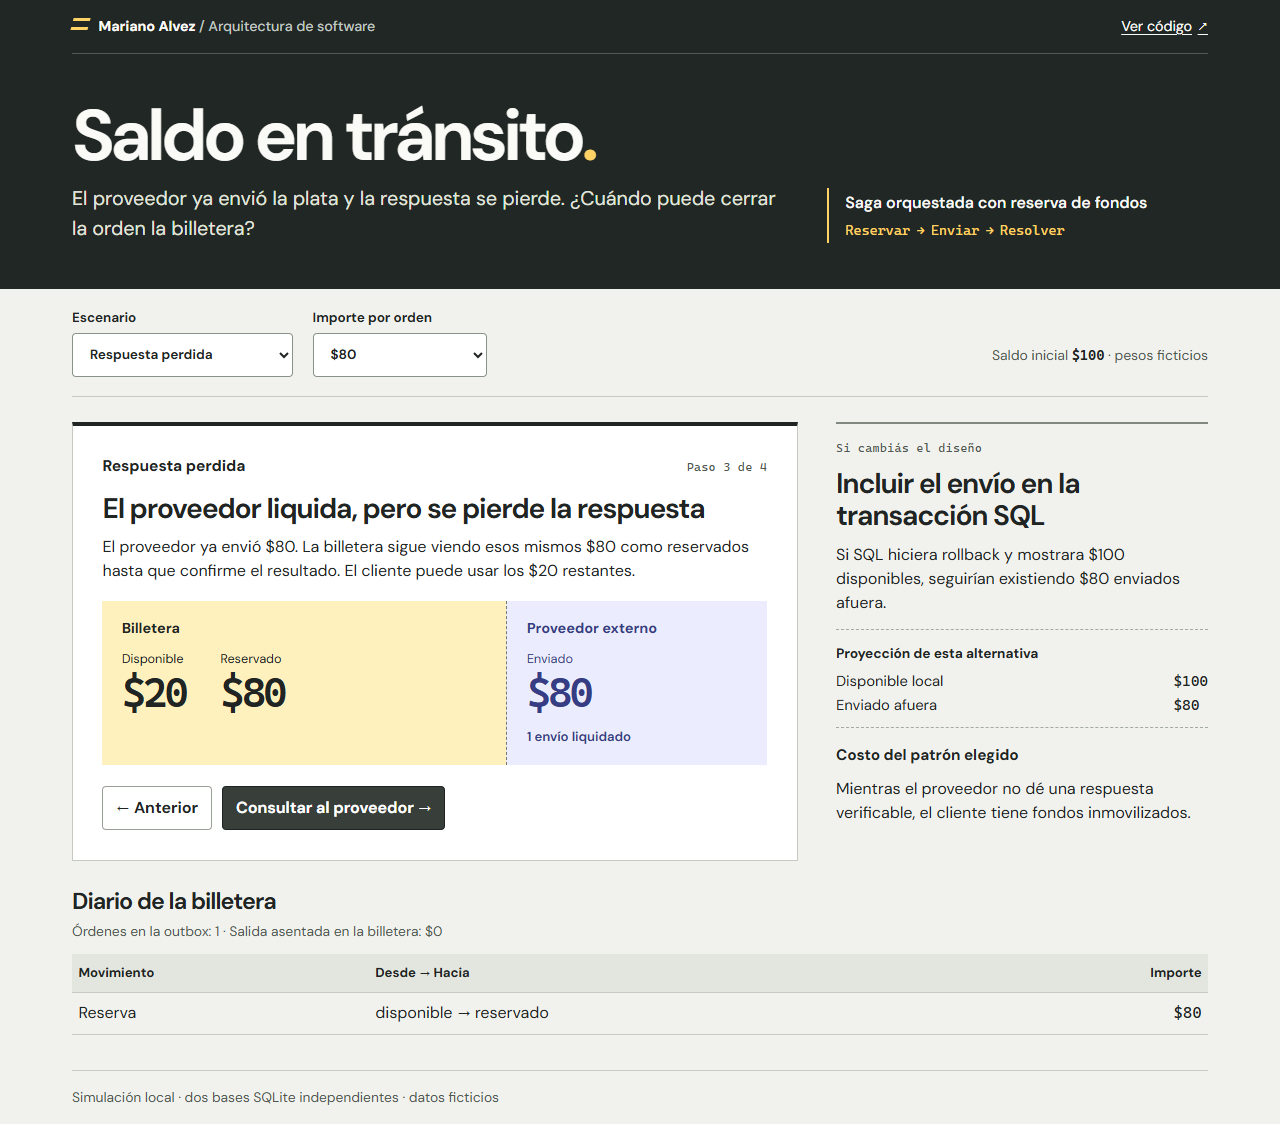 Mariano Alvez / Arquitectura de software
Ver código ↗
Saldo en tránsito.
El proveedor ya envió la plata y la respuesta se pierde. ¿Cuándo puede cerrar
la orden la billetera?
Saga orquestada con reserva de fondos
Reservar → Enviar → Resolver
Escenario
Respuesta perdida
Importe por orden
$80
Saldo inicial $100 · pesos ficticios
Respuesta perdida
Paso 3 de 4
El proveedor liquida, pero se pierde la respuesta
El proveedor ya envió $80. La billetera sigue viendo esos mismos $80 como reservados
hasta que confirme el resultado. El cliente puede usar los $20 restantes.
Billetera
Disponible
$20
Reservado
$80
Proveedor externo
Enviado
$80
1 envío liquidado
← Anterior
Consultar al proveedor →
Si cambiás el diseño
Incluir el envío en la
transacción SQL
Si SQL hiciera rollback y mostrara $100
disponibles, seguirían existiendo $80 enviados
afuera.
Proyección de esta alternativa
Disponible local $100
Enviado afuera $80
Costo del patrón elegido
Mientras el proveedor no dé una respuesta
verificable, el cliente tiene fondos inmovilizados.
Diario de la billetera
Órdenes en la outbox: 1 · Salida asentada en la billetera: $0
Movimiento Desde → Hacia Importe
Reserva disponible → reservado $80
Simulación local · dos bases SQLite independientes · datos ficticios